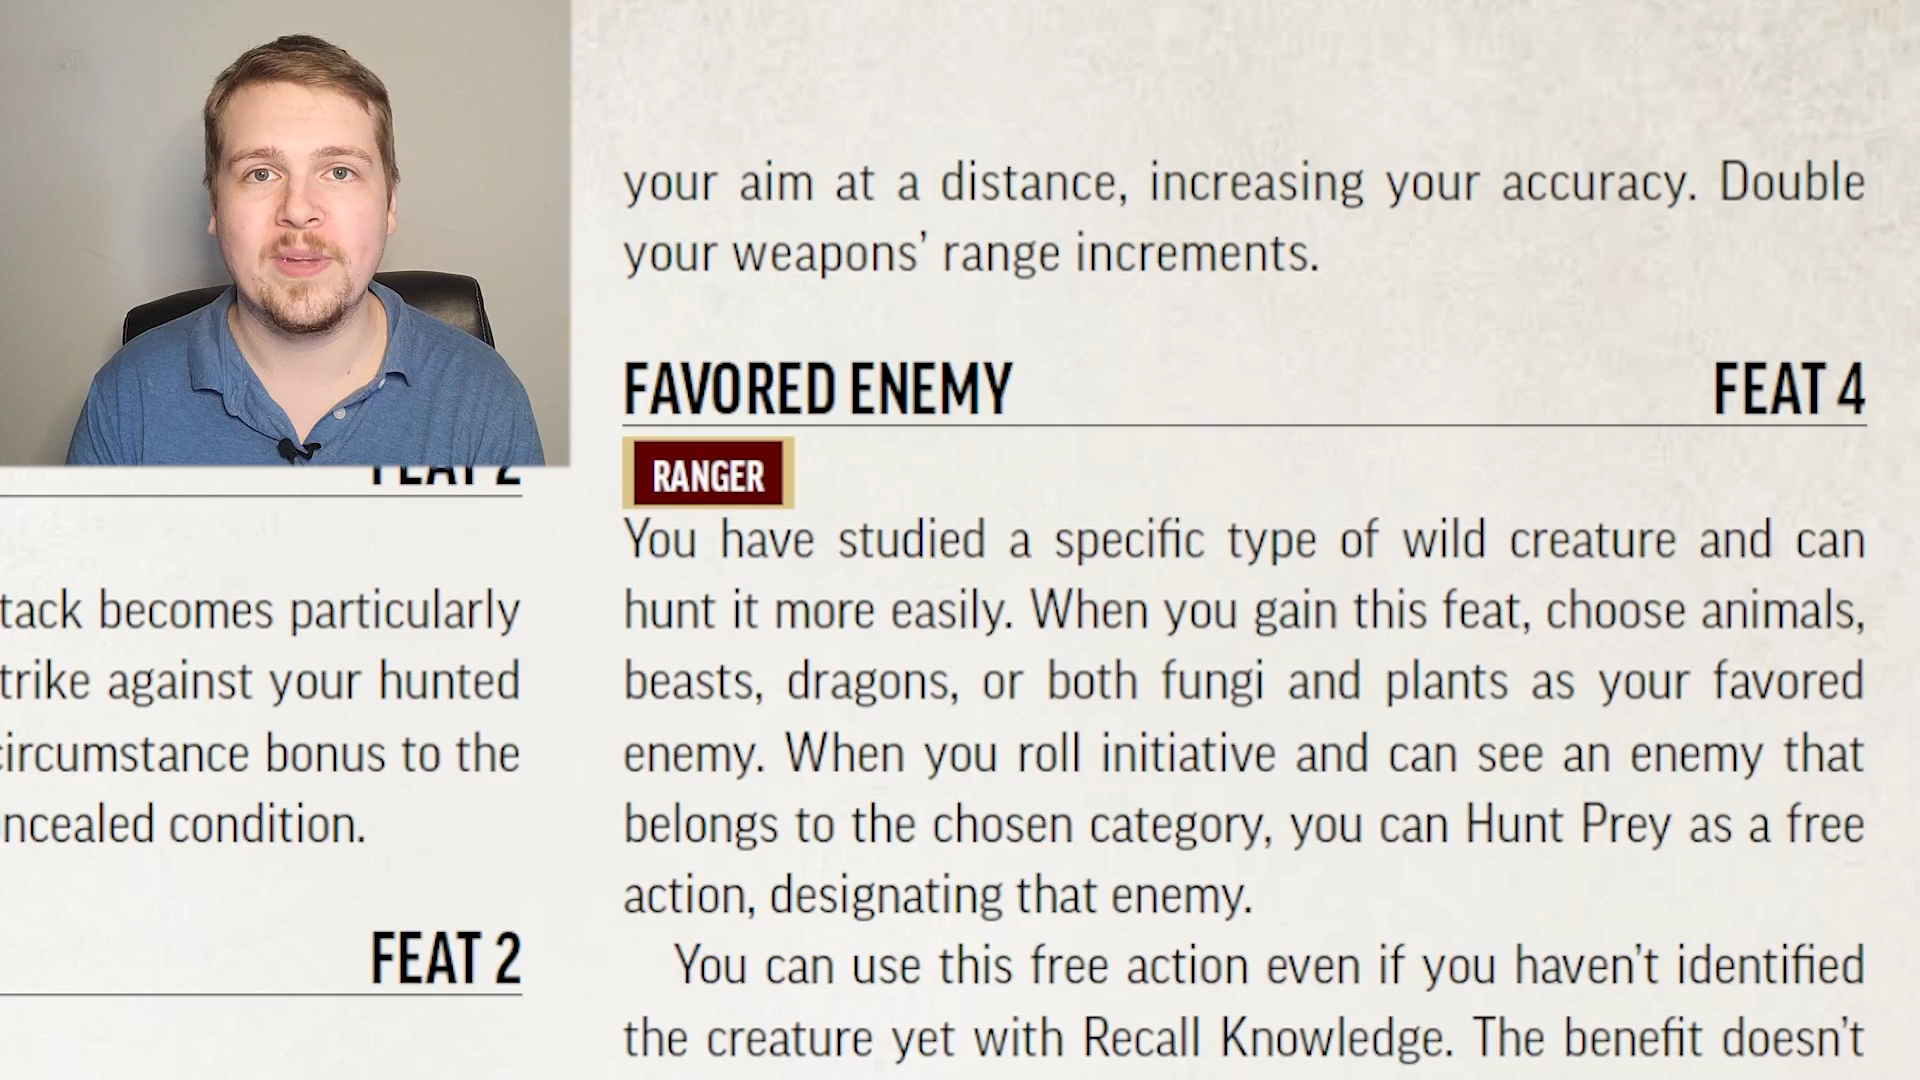 FEAT 2
tack becomes particularly
trike against your hunted
circumstance bonus to the
ncealed condition.
FEAT 2
your aim at a distance, increasing your accuracy. Double
your weapons’ range increments.
FAVORED ENEMY FEAT 4
RANGER
You have studied a specific type of wild creature and can
hunt it more easily. When you gain this feat, choose animals,
beasts, dragons, or both fungi and plants as your favored
enemy. When you roll initiative and can see an enemy that
belongs to the chosen category, you can Hunt Prey as a free
action, designating that enemy.
You can use this free action even if you haven’t identified
the creature yet with Recall Knowledge. The benefit doesn’t